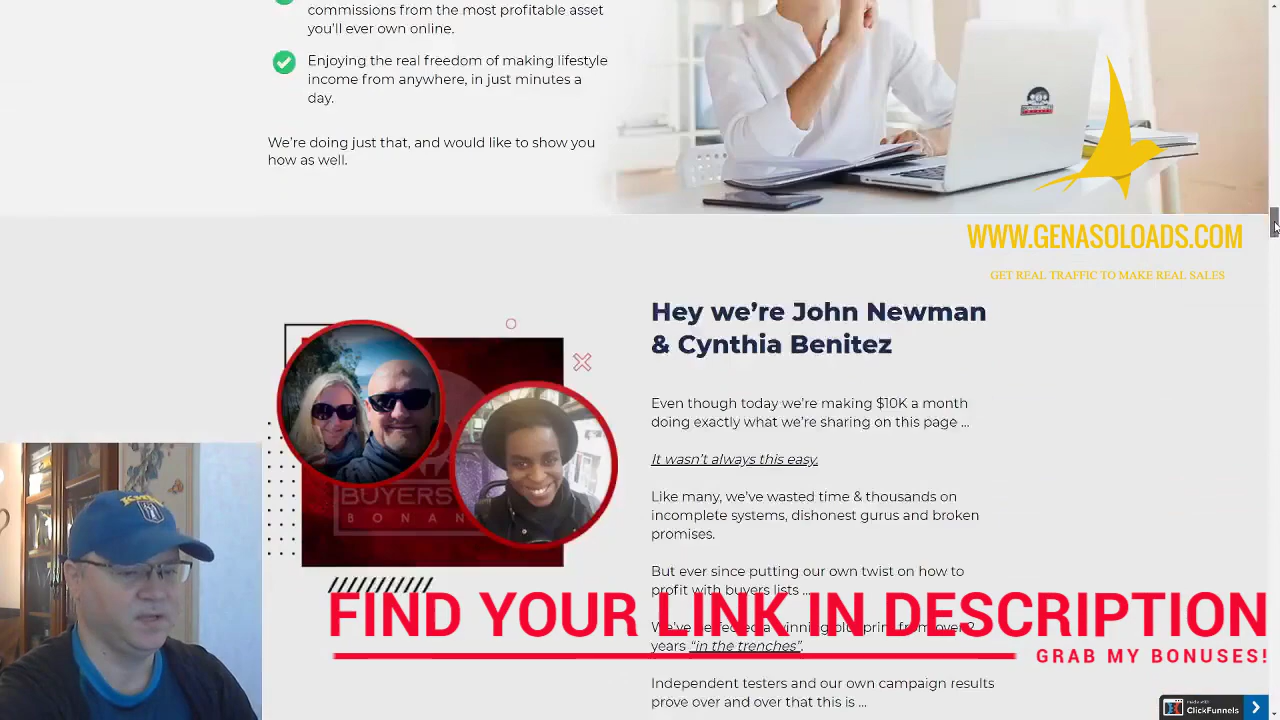 commissions from the most profitable asset
you'll ever own online.
Enjoying the real freedom of making lifestyle
income from anywhere, in just minutes a
day.
We're doing just that, and would like to show you
how as well.
WWW.GENASOLOADS.COM
GET REAL TRAFFIC TO MAKE REAL SALES
Hey we're John Newman
& Cynthia Benitez
Even though today we're making $10K a month
doing exactly what we're sharing on this page ...
It wasn't always this easy.
Like many, we've wasted time & thousands on
incomplete systems, dishonest gurus and broken
promises.
But ever since putting our own twist on how to
profit with buyers lists ...
years "in the trenches".
Independent testers and our own campaign results
prove over and over that this is ...
BUYERS
BONAN
FIND YOUR LINK IN DESCRIPTION
GRAB MY BONUSES!
made with
ClickFunnels